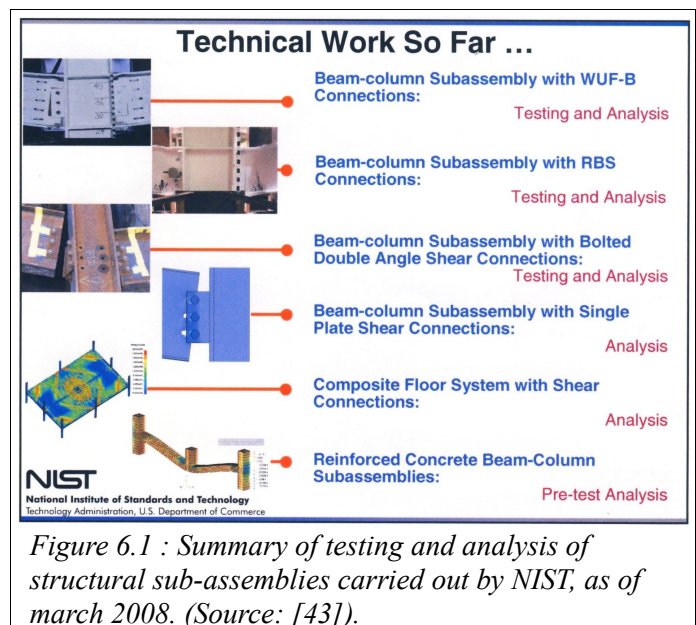 Technical Work So Far ...
Beam-column Subassembly with WUF-B
Connections:
Testing and Analysis
Beam-column Subassembly with RBS
Connections:
Testing and Analysis
Beam-column Subassembly with Bolted
Double Angle Shear Connections:
Testing and Analysis
Beam-column Subassembly with Single
Plate Shear Connections:
Analysis
Composite Floor System with Shear
Connections:
Analysis
Reinforced Concrete Beam-Column
Subassemblies:
Pre-test Analysis
NIST
National Institute of Standards and Technology
Technology Administration, U.S. Department of Commerce
Figure 6.1 : Summary of testing and analysis of
structural sub-assemblies carried out by NIST, as of
march 2008. (Source: [43]).